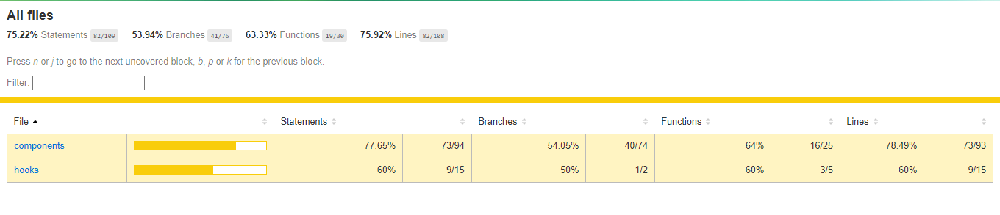 All files
75.22% Statements 82/109 53.94% Branches 41/76 63.33% Functions 19/30 75.92% Lines 82/108
Press n or j to go to the next uncovered block, b, p or k for the previous block.
Filter:
File Statements Branches Functions Lines
components 77.65% 73/94 54.05% 40/74 64% 16/25 78.49% 73/93
hooks 60% 9/15 50% 1/2 60% 3/5 60% 9/15